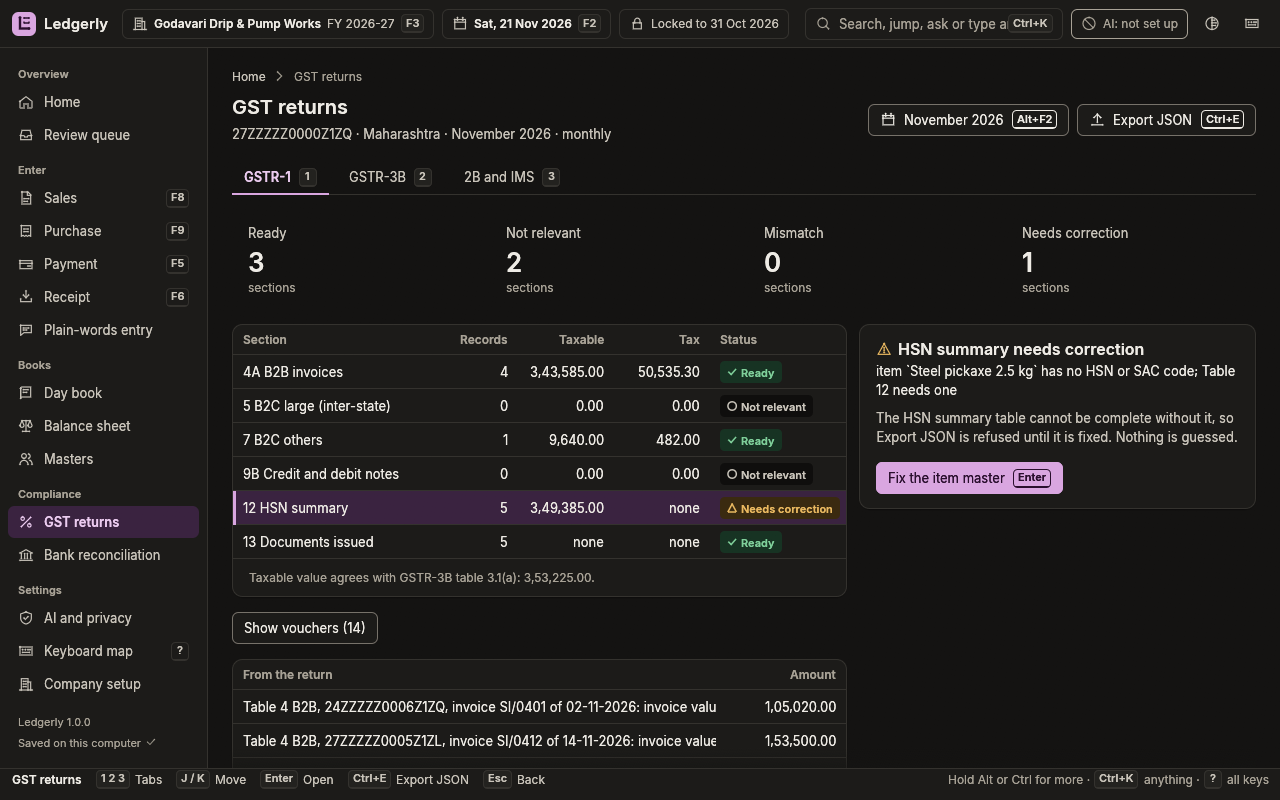 Ledgerly
Godavari Drip & Pump Works FY 2026-27 F3
Sat, 21 Nov 2026 F2
Locked to 31 Oct 2026
Search, jump, ask or type a Ctrl+K
AI: not set up
Overview
Home
Review queue
Enter
Sales F8
Purchase F9
Payment F5
Receipt F6
Plain-words entry
Books
Day book
Balance sheet
Masters
Compliance
GST returns
Bank reconciliation
Settings
AI and privacy
Keyboard map ?
Company setup
Ledgerly 1.0.0
Saved on this computer
Home GST returns
GST returns
27ZZZZZ0000Z1ZQ · Maharashtra · November 2026 · monthly
November 2026 Alt+F2
Export JSON Ctrl+E
GSTR-1 1 GSTR-3B 2 2B and IMS 3
Ready Not relevant Mismatch Needs correction
3 2 0 1
sections sections sections sections
Section Records Taxable Tax Status
4A B2B invoices 4 3,43,585.00 50,535.30 Ready
5 B2C large (inter-state) 0 0.00 0.00 Not relevant
7 B2C others 1 9,640.00 482.00 Ready
9B Credit and debit notes 0 0.00 0.00 Not relevant
12 HSN summary 5 3,49,385.00 none Needs correction
13 Documents issued 5 none none Ready
Taxable value agrees with GSTR-3B table 3.1(a): 3,53,225.00.
HSN summary needs correction
item `Steel pickaxe 2.5 kg` has no HSN or SAC code; Table
12 needs one
The HSN summary table cannot be complete without it, so
Export JSON is refused until it is fixed. Nothing is guessed.
Fix the item master Enter
Show vouchers (14)
From the return Amount
Table 4 B2B, 24ZZZZZ0006Z1ZQ, invoice SI/0401 of 02-11-2026: invoice valu 1,05,020.00
Table 4 B2B, 27ZZZZZ0005Z1ZL, invoice SI/0412 of 14-11-2026: invoice value 1,53,500.00
GST returns 1 2 3 Tabs J / K Move Enter Open Ctrl+E Export JSON Esc Back
Hold Alt or Ctrl for more · Ctrl+K anything · ? all keys